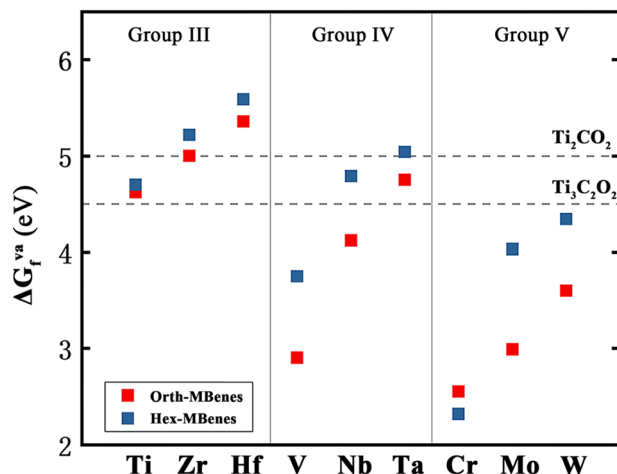 Group III Group IV Group V
6
5
4
3
2
ΔG_f^va (eV)
Ti₂CO₂
Ti₃C₂O₂
Orth-MBenes
Hex-MBenes
Ti Zr Hf V Nb Ta Cr Mo W